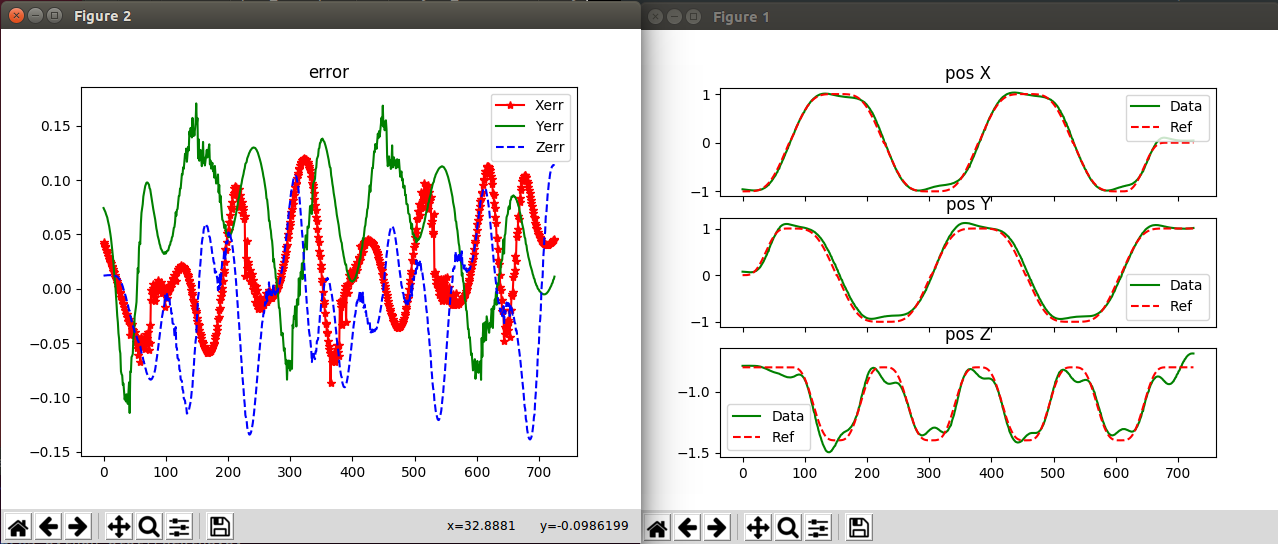 Figure 2
error
Xerr
Yerr
Zerr
0.15
0.10
0.05
0.00
−0.05
−0.10
−0.15
0 100 200 300 400 500 600 700
x=32.8881 y=-0.0986199
Figure 1
pos X
1
0
−1
Data
Ref
pos Y
1
0
−1
Data
Ref
pos Z
−1.0
−1.5
Data
Ref
0 100 200 300 400 500 600 700